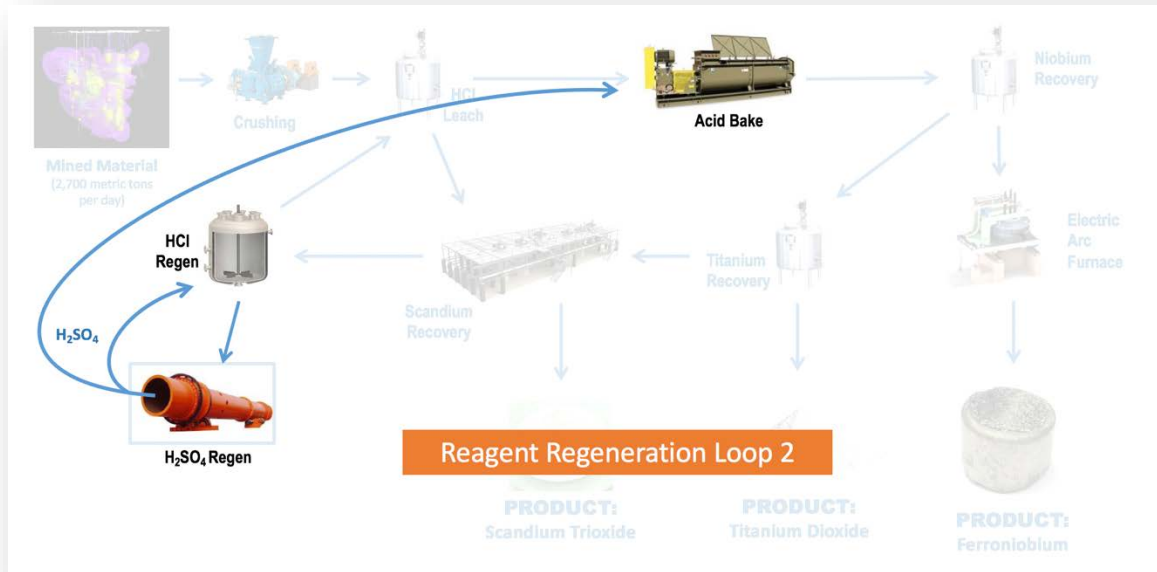 Mined Material
(2,700 metric tons
per day)
Crushing
HCl
Leach
Acid Bake
Niobium
Recovery
HCl
Regen
Scandium
Recovery
Titanium
Recovery
Electric
Arc
Furnace
H₂SO₄
H₂SO₄ Regen
Reagent Regeneration Loop 2
PRODUCT:
Scandium Trioxide
PRODUCT:
Titanium Dioxide
PRODUCT:
Ferroniobium